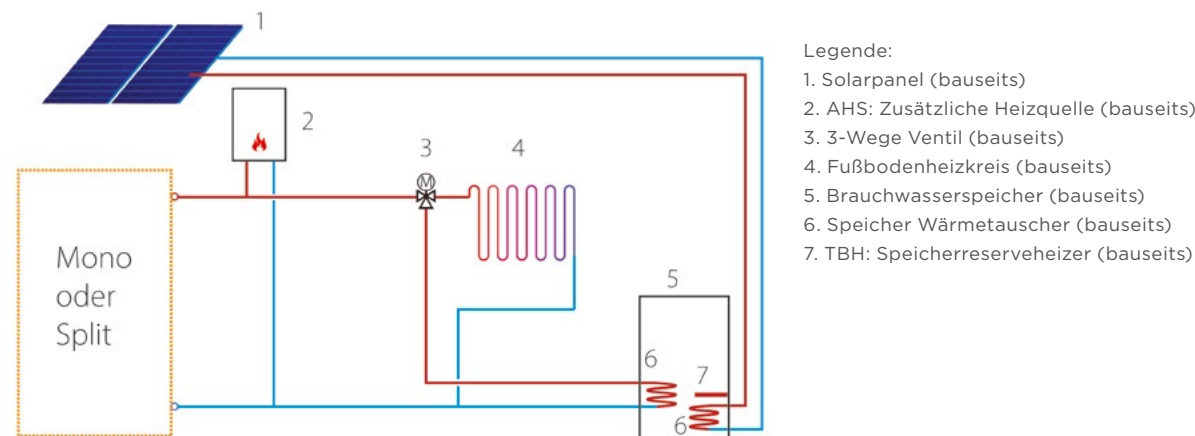 1
2
3
M
4
Mono
oder
Split
5
6
7
6
Legende:
1. Solarpanel (bauseits)
2. AHS: Zusätzliche Heizquelle (bauseits)
3. 3-Wege Ventil (bauseits)
4. Fußbodenheizkreis (bauseits)
5. Brauchwasserspeicher (bauseits)
6. Speicher Wärmetauscher (bauseits)
7. TBH: Speicherreserveheizer (bauseits)